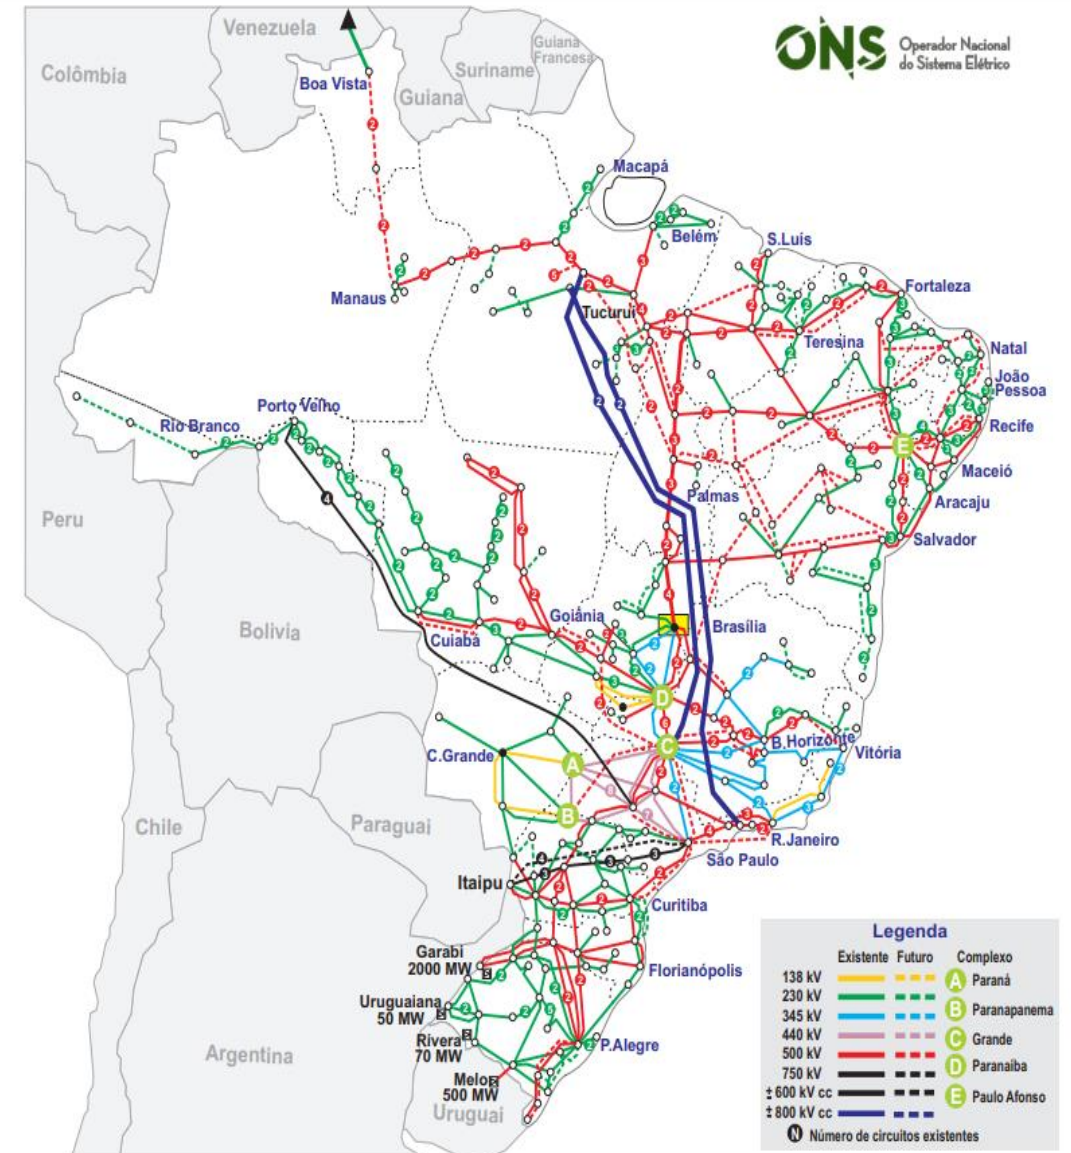 ONS Operador Nacional
do Sistema Elétrico
Venezuela
Guiana
Francesa
Colômbia
Suriname
Boa Vista
Guiana
Macapá
Belém
S.Luis
Manaus
Fortaleza
Tucuruí
Teresina
Natal
João
Pessoa
Porto Velho
Rio Branco
Recife
E
Maceió
Palmas
Aracaju
Peru
Salvador
Goiânia
Brasília
Bolivia
Cuiabá
D
C
B.Horizonte
Vitória
C.Grande
A
B
Chile
Paraguai
R.Janeiro
São Paulo
Itaipu
Curitiba
Garabi
2000 MW
Florianópolis
Uruguaiana
50 MW
Rivera
70 MW
P.Alegre
Argentina
Melo
500 MW
Uruguai
Legenda
Existente Futuro Complexo
138 kV A Paraná
230 kV
345 kV B Paranapanema
440 kV C Grande
500 kV
750 kV D Paranaíba
± 600 kV cc E Paulo Afonso
± 800 kV cc
N Número de circuitos existentes